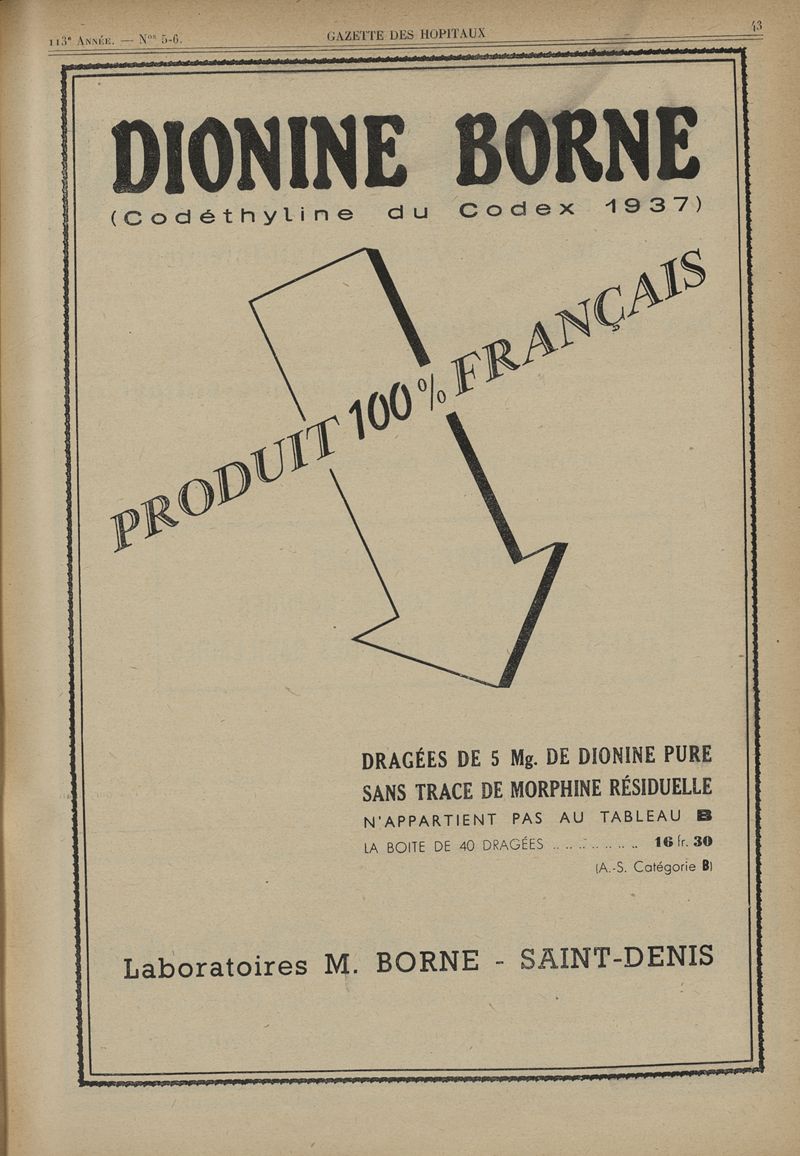 113e ANNÉE. — Nos 5-6.
GAZETTE DES HOPITAUX
43
DIONINE BORNE
(Codéthyline du Codex 1937)
PRODUIT 100% FRANÇAIS
DRAGÉES DE 5 Mg. DE DIONINE PURE
SANS TRACE DE MORPHINE RÉSIDUELLE
N'APPARTIENT PAS AU TABLEAU B
LA BOITE DE 40 DRAGÉES .. .. .. .. .. .. .. 16 fr. 30
(A.-S. Catégorie B)
Laboratoires M. BORNE - SAINT-DENIS